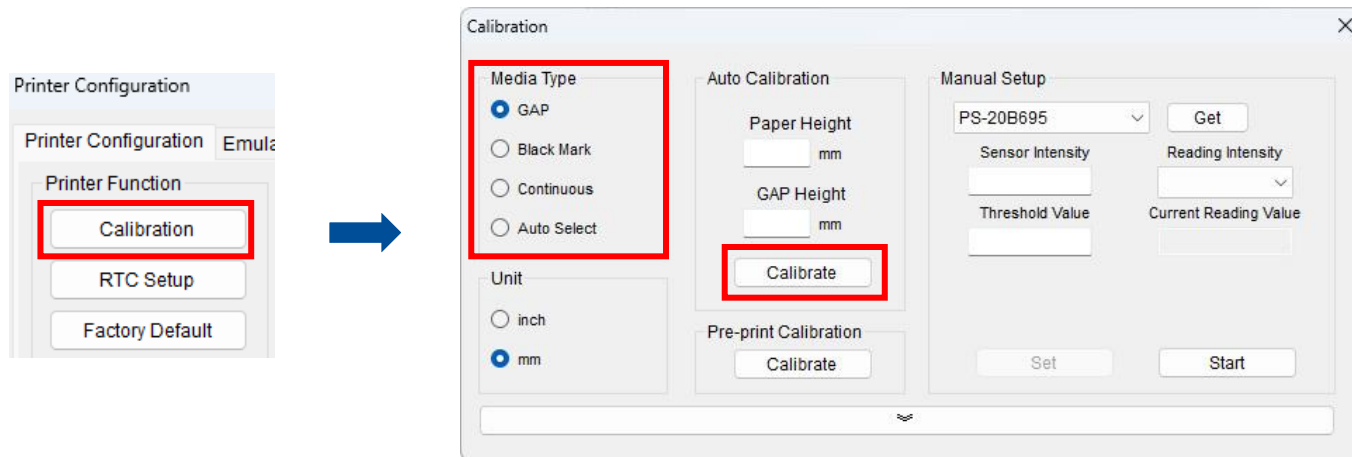 Printer Configuration
Printer Configuration Emula
Printer Function
Calibration
RTC Setup
Factory Default
Calibration
Media Type
GAP
Black Mark
Continuous
Auto Select
Unit
inch
mm
Auto Calibration
Paper Height
mm
GAP Height
mm
Calibrate
Pre-print Calibration
Calibrate
Manual Setup
PS-20B695 Get
Sensor Intensity Reading Intensity
Threshold Value Current Reading Value
Set Start